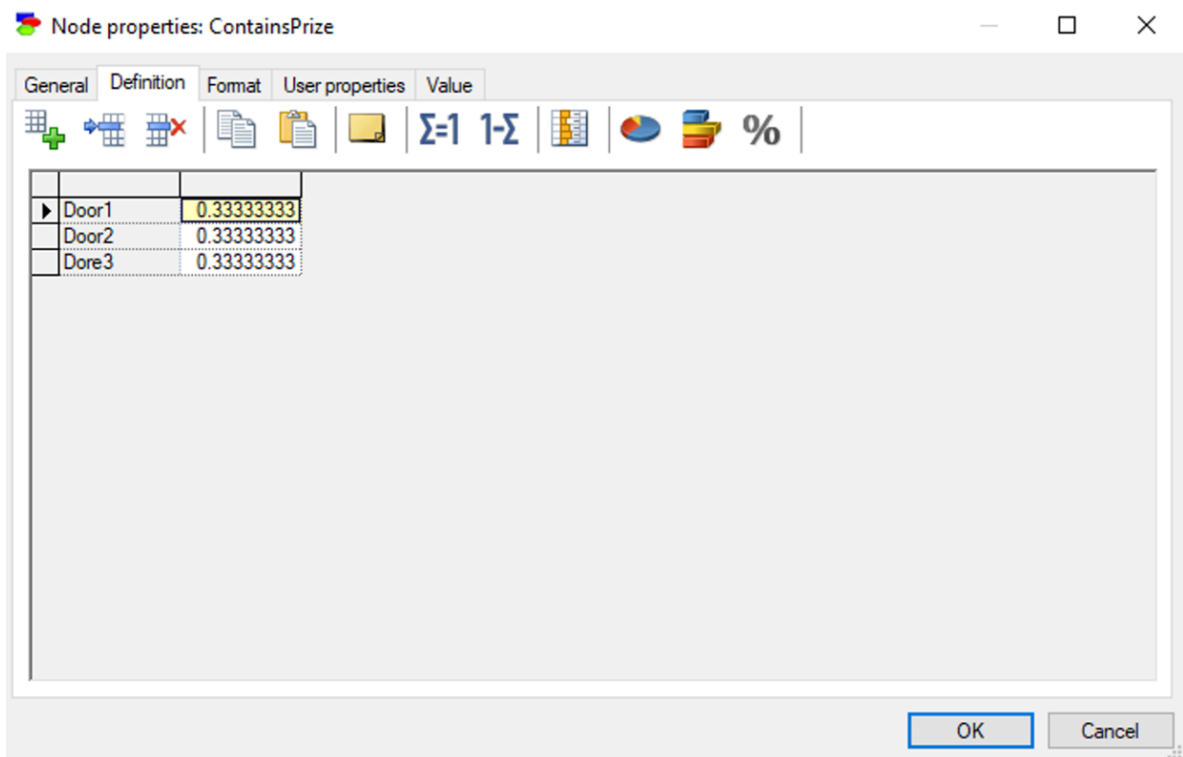 Node properties: ContainsPrize
General Definition Format User properties Value
Σ=1 1-Σ %
Door1 0.33333333
Door2 0.33333333
Dore3 0.33333333
OK Cancel